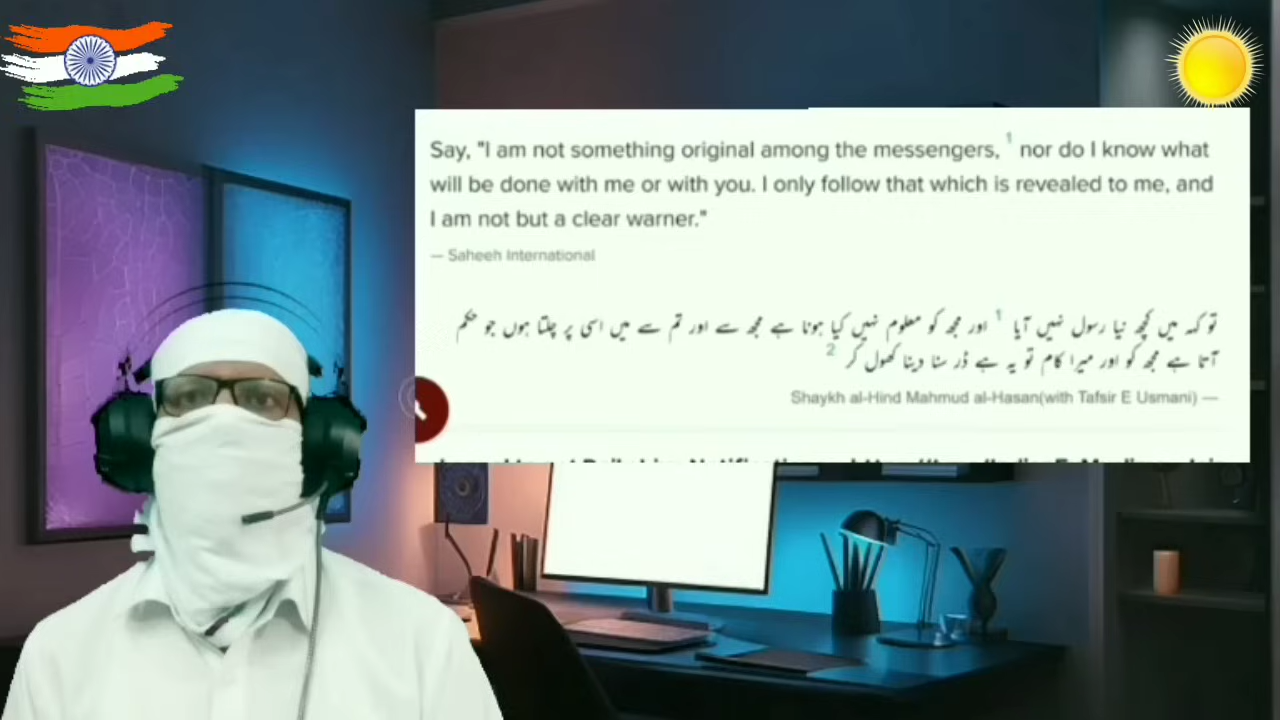 Say, "I am not something original among the messengers, 1 nor do I know what
will be done with me or with you. I only follow that which is revealed to me, and
I am not but a clear warner."
— Saheeh International
تو کہہ میں کچھ نیا رسول نہیں آیا 1 اور مجھ کو معلوم نہیں کیا ہونا ہے مجھ سے اور تم سے میں اسی پر چلتا ہوں جو حکم
آتا ہے مجھ کو اور میرا کام تو یہ ہے ڈر سنا دینا کھول کر 2
Shaykh al-Hind Mahmud al-Hasan(with Tafsir E Usmani) —